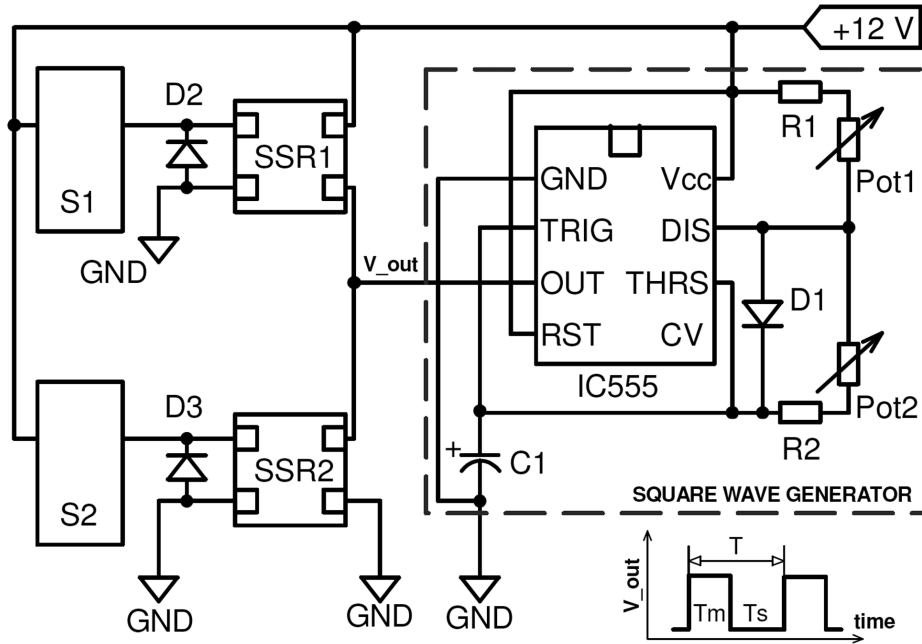 +12 V
D2
SSR1
S1
GND
V_out
R1
Pot1
GND
Vcc
TRIG
DIS
OUT
THRS
RST
CV
IC555
D1
Pot2
R2
+
C1
D3
SSR2
S2
GND
GND
GND
SQUARE WAVE GENERATOR
V_out
T
Tm
Ts
time